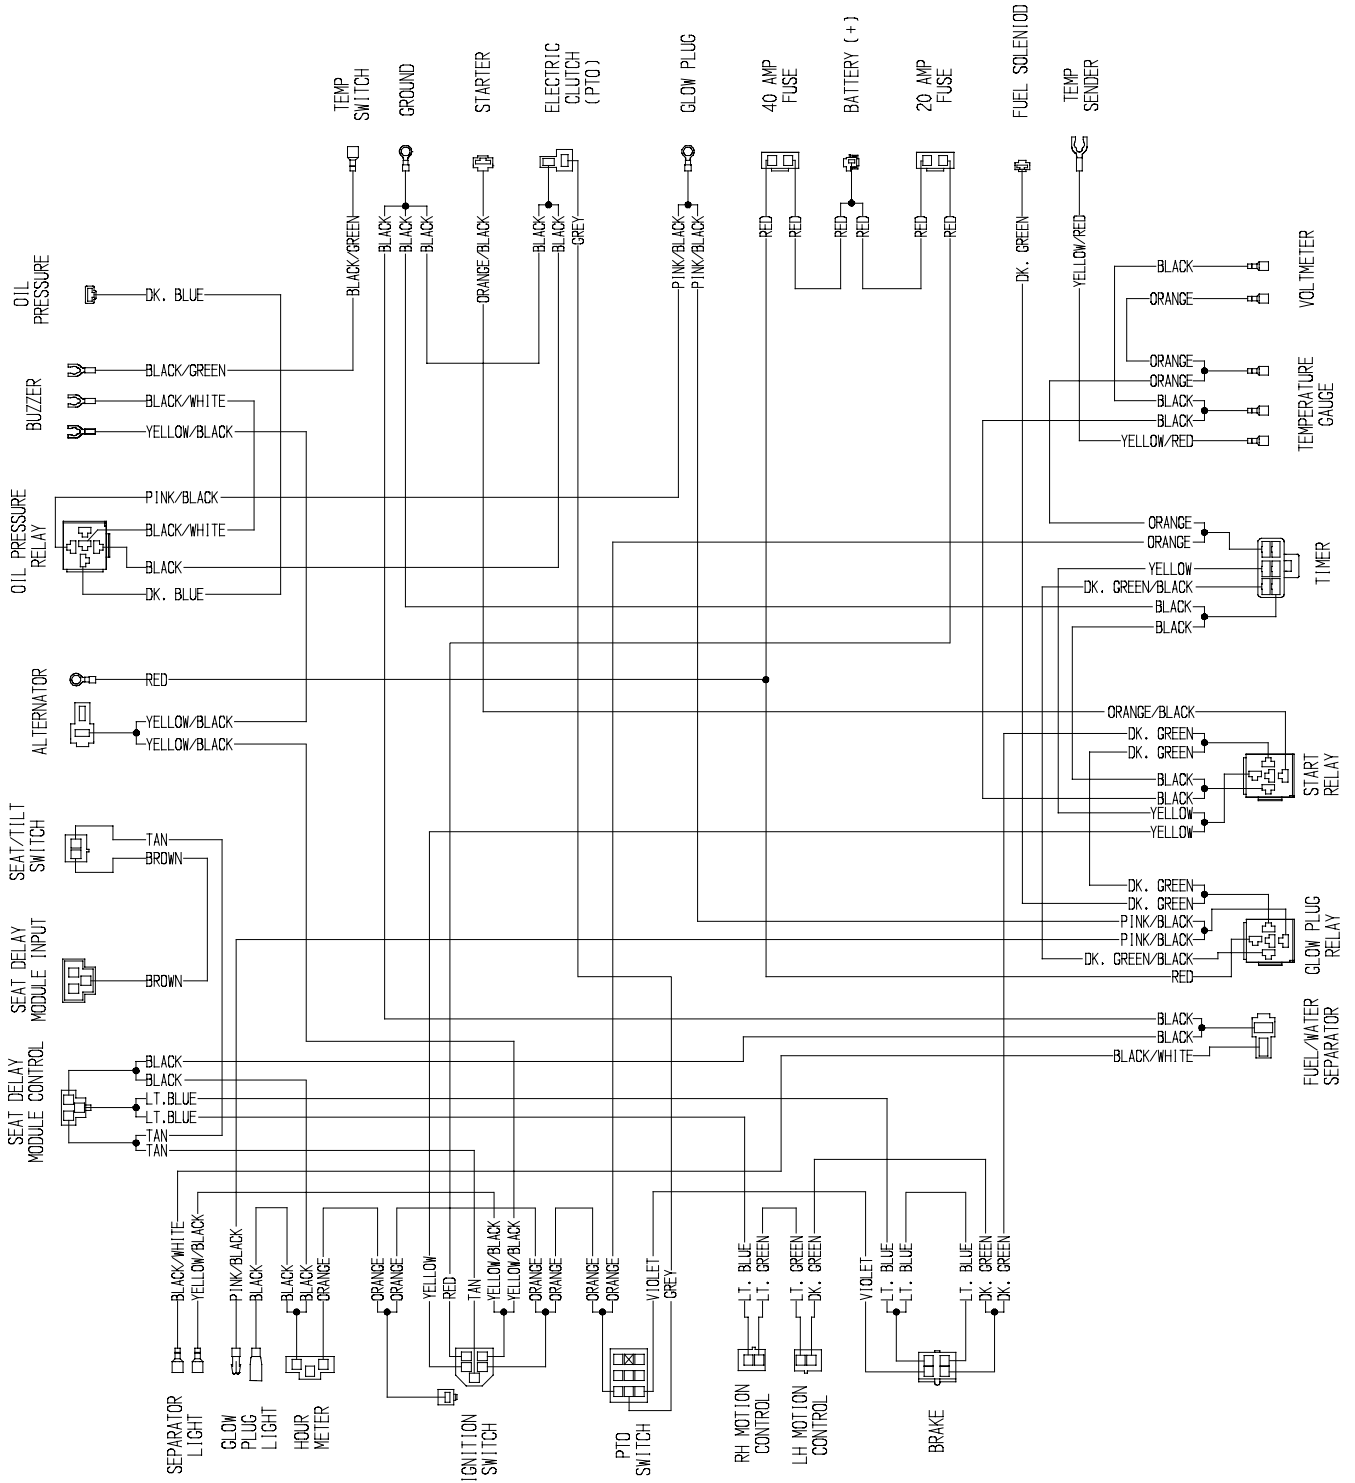 TEMP
SWITCH
GROUND
STARTER
ELECTRIC
CLUTCH
(PTO)
GLOW PLUG
40 AMP
FUSE
BATTERY (+)
20 AMP
FUSE
FUEL SOLENIOD
TEMP
SENDER
BLACK/GREEN
BLACK
BLACK
BLACK
ORANGE/BLACK
BLACK
BLACK
GREY
PINK/BLACK
PINK/BLACK
RED
RED
RED
RED
RED
RED
DK. GREEN
YELLOW/RED
OIL
PRESSURE
DK. BLUE
BUZZER
BLACK/GREEN
BLACK/WHITE
YELLOW/BLACK
OIL PRESSURE
RELAY
PINK/BLACK
BLACK/WHITE
BLACK
DK. BLUE
ALTERNATOR
RED
YELLOW/BLACK
YELLOW/BLACK
SEAT/TILT
SWITCH
TAN
BROWN
SEAT DELAY
MODULE INPUT
BROWN
SEAT DELAY
MODULE CONTROL
BLACK
BLACK
LT.BLUE
LT.BLUE
TAN
TAN
BLACK
ORANGE
VOLTMETER
ORANGE
ORANGE
BLACK
BLACK
YELLOW/RED
TEMPERATURE
GAUGE
ORANGE
ORANGE
YELLOW
DK. GREEN/BLACK
BLACK
BLACK
TIMER
ORANGE/BLACK
DK. GREEN
DK. GREEN
BLACK
BLACK
YELLOW
YELLOW
START
RELAY
DK. GREEN
DK. GREEN
PINK/BLACK
PINK/BLACK
DK. GREEN/BLACK
RED
GLOW PLUG
RELAY
BLACK
BLACK
BLACK/WHITE
FUEL/WATER
SEPARATOR
BLACK/WHITE
YELLOW/BLACK
PINK/BLACK
BLACK
BLACK
BLACK
ORANGE
ORANGE
ORANGE
YELLOW
RED
TAN
YELLOW/BLACK
YELLOW/BLACK
ORANGE
ORANGE
ORANGE
ORANGE
VIOLET
GREY
LT. BLUE
LT. GREEN
LT. GREEN
DK. GREEN
VIOLET
LT. BLUE
LT. BLUE
LT. BLUE
DK. GREEN
DK. GREEN
SEPARATOR
LIGHT
GLOW
PLUG
LIGHT
HOUR
METER
IGNITION
SWITCH
PTO
SWITCH
RH MOTION
CONTROL
LH MOTION
CONTROL
BRAKE